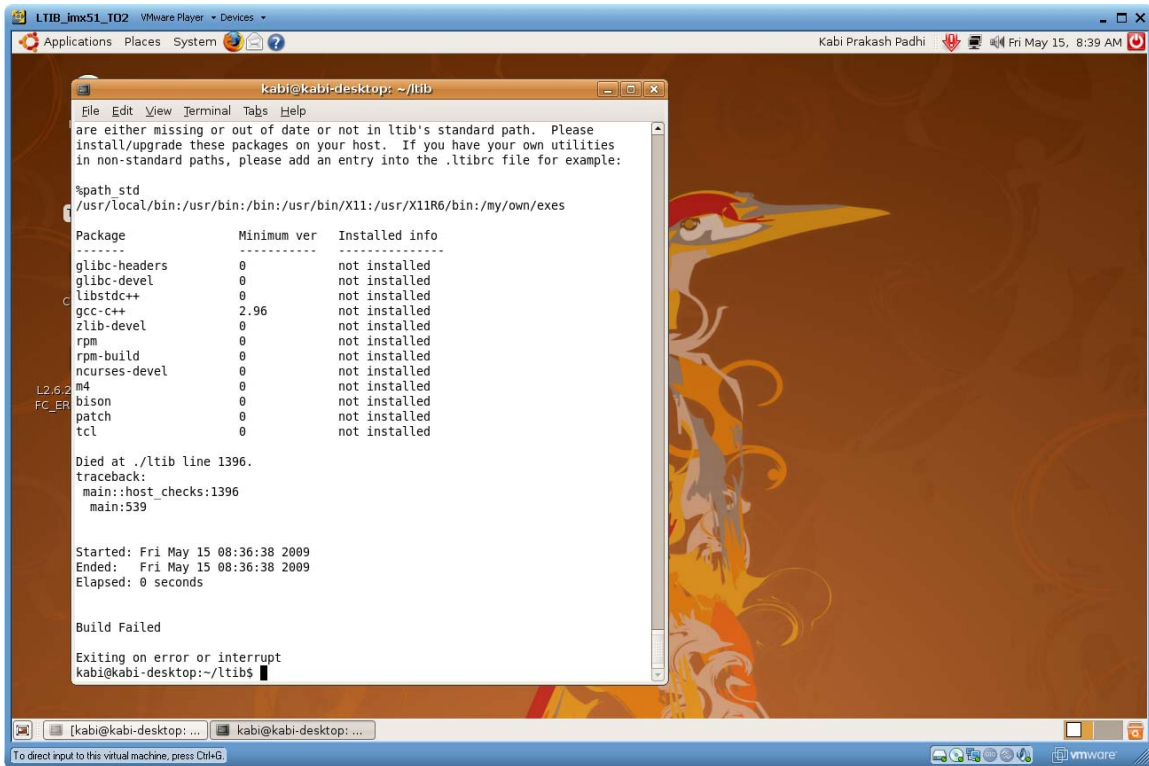 LTIB_imx51_TO2 VMware Player Devices
Applications Places System Kabi Prakash Padhi Fri May 15, 8:39 AM
kabi@kabi-desktop: ~/ltib
File Edit View Terminal Tabs Help
are either missing or out of date or not in ltib's standard path. Please
install/upgrade these packages on your host. If you have your own utilities
in non-standard paths, please add an entry into the .ltibrc file for example:
%path_std
/usr/local/bin:/usr/bin:/bin:/usr/bin/X11:/usr/X11R6/bin:/my/own/exes
Package Minimum ver Installed info
------- ----------- ---------------
glibc-headers 0 not installed
glibc-devel 0 not installed
libstdc++ 0 not installed
gcc-c++ 2.96 not installed
zlib-devel 0 not installed
rpm 0 not installed
rpm-build 0 not installed
ncurses-devel 0 not installed
m4 0 not installed
bison 0 not installed
patch 0 not installed
tcl 0 not installed
L2.6.2
FC_ER
Died at ./ltib line 1396.
traceback:
main::host_checks:1396
main:539
Started: Fri May 15 08:36:38 2009
Ended: Fri May 15 08:36:38 2009
Elapsed: 0 seconds
Build Failed
Exiting on error or interrupt
kabi@kabi-desktop:~/ltib$
[kabi@kabi-desktop: ... kabi@kabi-desktop: ...
To direct input to this virtual machine, press Ctrl+G. vmware